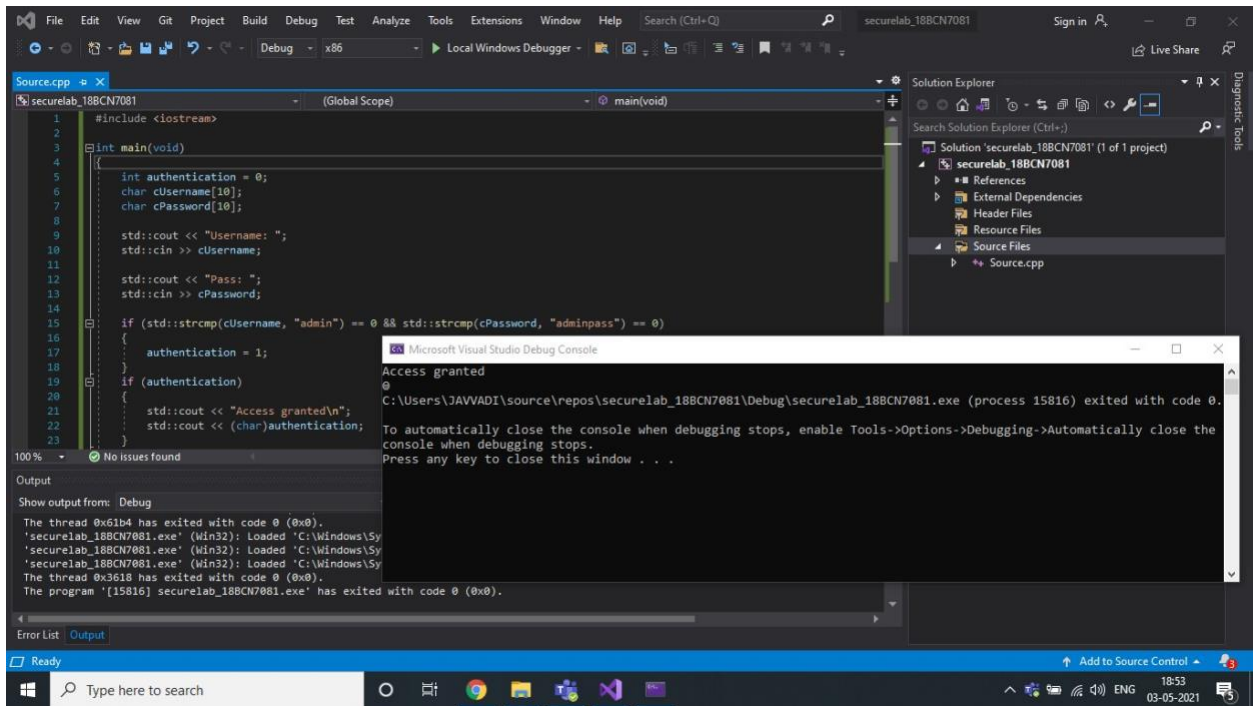 File Edit View Git Project Build Debug Test Analyze Tools Extensions Window Help Search (Ctrl+Q) securelab_18BCN7081 Sign in
Debug x86 Local Windows Debugger Live Share
Source.cpp
securelab_18BCN7081 (Global Scope) main(void)
1 #include <iostream>
2
3 int main(void)
4 {
5 int authentication = 0;
6 char cUsername[10];
7 char cPassword[10];
8
9 std::cout << "Username: ";
10 std::cin >> cUsername;
11
12 std::cout << "Pass: ";
13 std::cin >> cPassword;
14
15 if (std::strcmp(cUsername, "admin") == 0 && std::strcmp(cPassword, "adminpass") == 0)
16 {
17 authentication = 1;
18 }
19 if (authentication)
20 {
21 std::cout << "Access granted\n";
22 std::cout << (char)authentication;
23 }
100 % No issues found
Solution Explorer
Search Solution Explorer (Ctrl+;)
Solution 'securelab_18BCN7081' (1 of 1 project)
securelab_18BCN7081
References
External Dependencies
Header Files
Resource Files
Source Files
Source.cpp
Diagnostic Tools
Microsoft Visual Studio Debug Console
Access granted
@
C:\Users\JAVVADI\source\repos\securelab_18BCN7081\Debug\securelab_18BCN7081.exe (process 15816) exited with code 0.
To automatically close the console when debugging stops, enable Tools->Options->Debugging->Automatically close the
console when debugging stops.
Press any key to close this window . . .
Output
Show output from: Debug
The thread 0x61b4 has exited with code 0 (0x0).
'securelab_18BCN7081.exe' (Win32): Loaded 'C:\Windows\Sy
'securelab_18BCN7081.exe' (Win32): Loaded 'C:\Windows\Sy
'securelab_18BCN7081.exe' (Win32): Loaded 'C:\Windows\Sy
The thread 0x3618 has exited with code 0 (0x0).
The program '[15816] securelab_18BCN7081.exe' has exited with code 0 (0x0).
Error List Output
Ready Add to Source Control 3
Type here to search ENG 18:53
03-05-2021 5